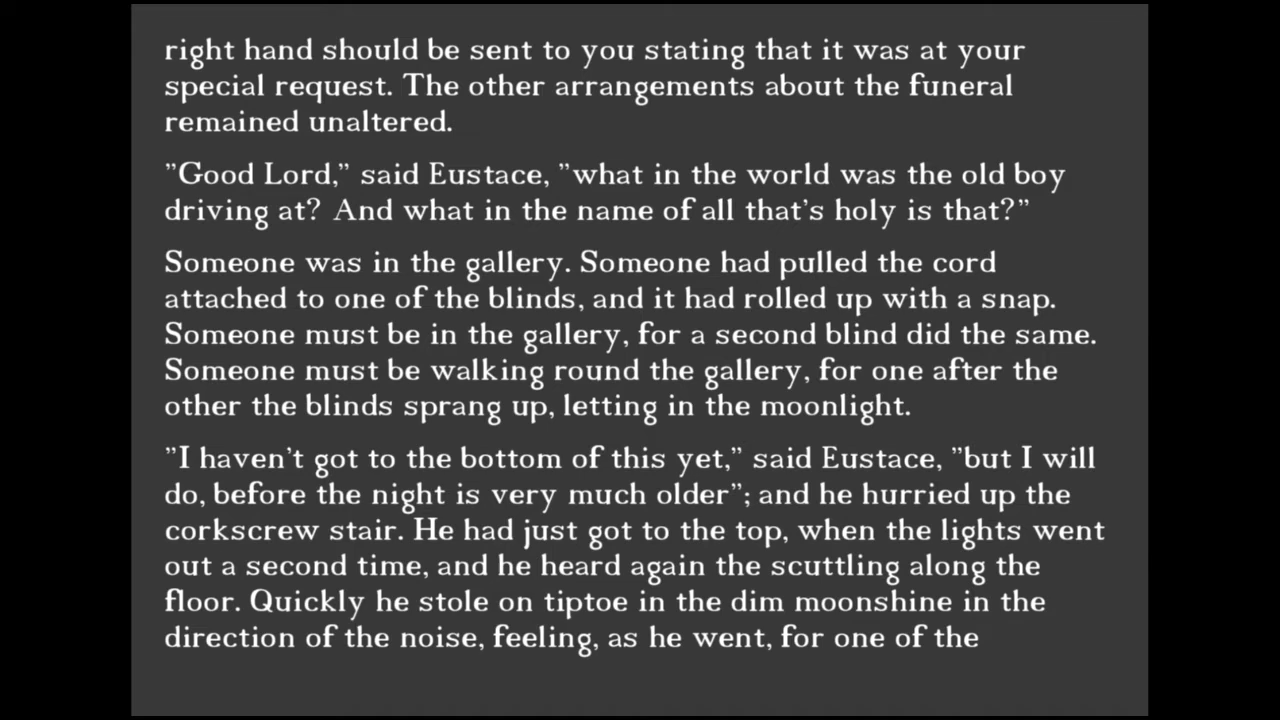 right hand should be sent to you stating that it was at your
special request. The other arrangements about the funeral
remained unaltered.
”Good Lord,” said Eustace, ”what in the world was the old boy
driving at? And what in the name of all that’s holy is that?”
Someone was in the gallery. Someone had pulled the cord
attached to one of the blinds, and it had rolled up with a snap.
Someone must be in the gallery, for a second blind did the same.
Someone must be walking round the gallery, for one after the
other the blinds sprang up, letting in the moonlight.
”I haven’t got to the bottom of this yet,” said Eustace, ”but I will
do, before the night is very much older”; and he hurried up the
corkscrew stair. He had just got to the top, when the lights went
out a second time, and he heard again the scuttling along the
floor. Quickly he stole on tiptoe in the dim moonshine in the
direction of the noise, feeling, as he went, for one of the